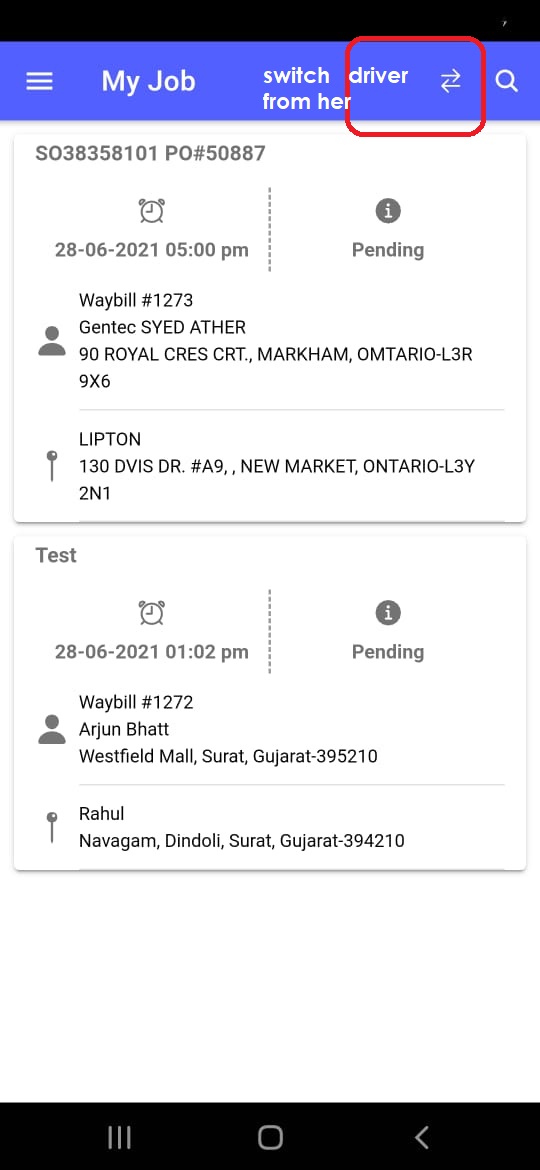 My Job
switch driver
from her
SO38358101 PO#50887
28-06-2021 05:00 pm
Pending
Waybill #1273
Gentec SYED ATHER
90 ROYAL CRES CRT., MARKHAM, OMTARIO-L3R
9X6
LIPTON
130 DVIS DR. #A9, , NEW MARKET, ONTARIO-L3Y
2N1
Test
28-06-2021 01:02 pm
Pending
Waybill #1272
Arjun Bhatt
Westfield Mall, Surat, Gujarat-395210
Rahul
Navagam, Dindoli, Surat, Gujarat-394210